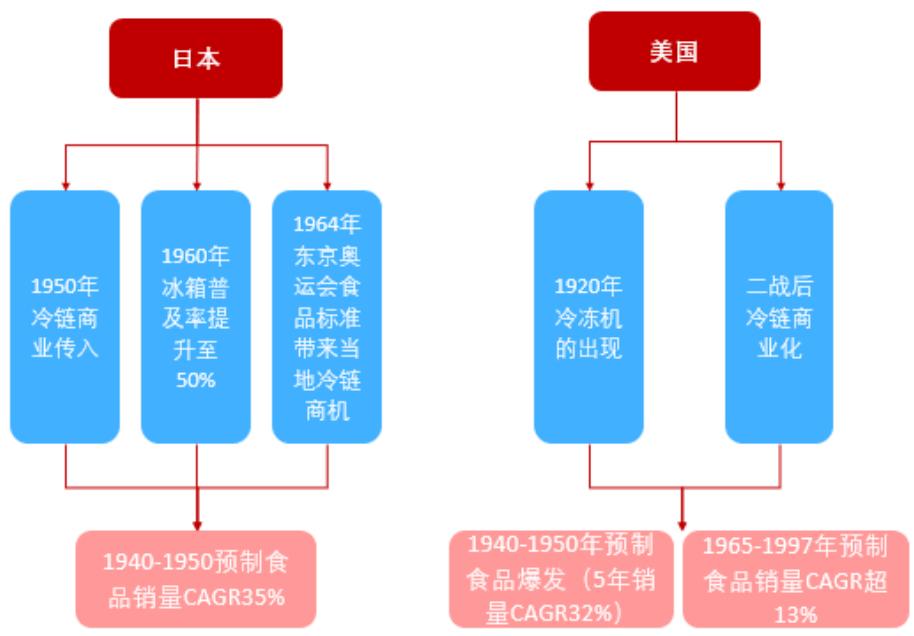 日本
美国
1950年
冷链商
业传入
1960年
冰箱普
及率提
升至
50%
1964年
东京奥
运会食
品标准
带来当
地冷链
商机
1920年
冷冻机
的出现
二战后
冷链商
业化
1940-1950预制食
品销量CAGR35%
1940-1950年预制
食品爆发（5年销
量CAGR32%）
1965-1997年预制
食品销量CAGR超
13%